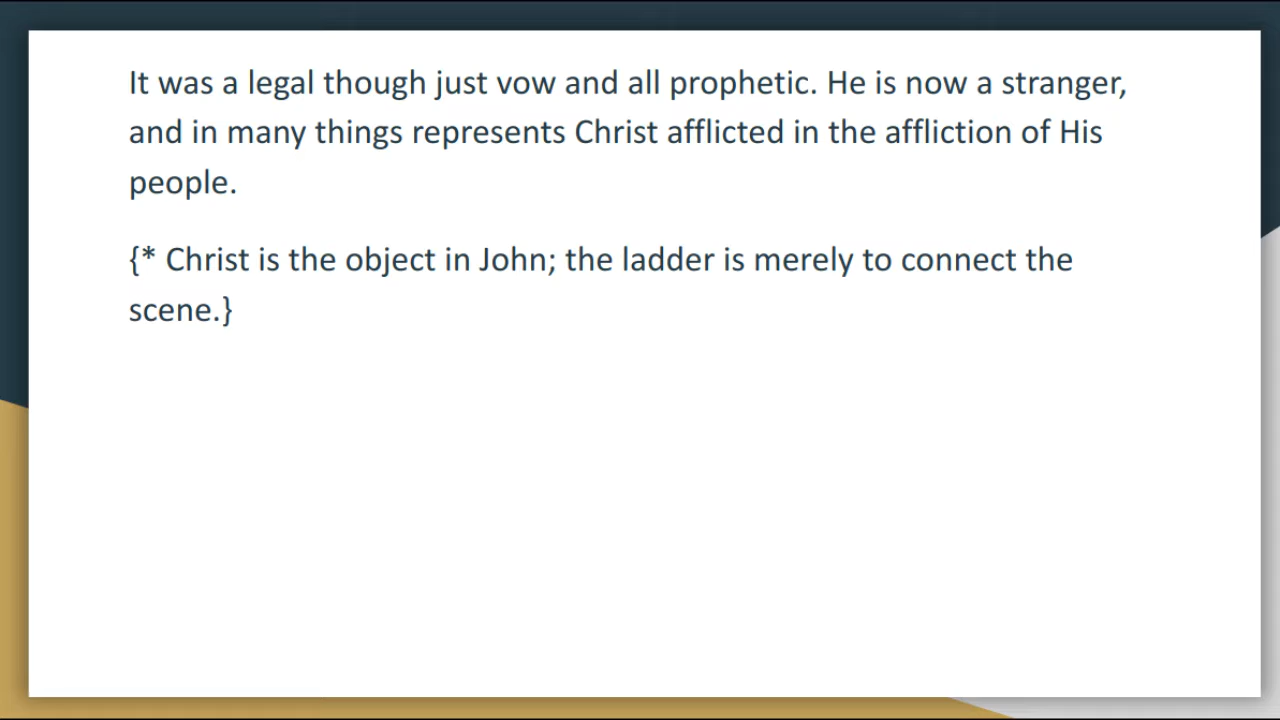 It was a legal though just vow and all prophetic. He is now a stranger,
and in many things represents Christ afflicted in the affliction of His
people.
{* Christ is the object in John; the ladder is merely to connect the
scene.}